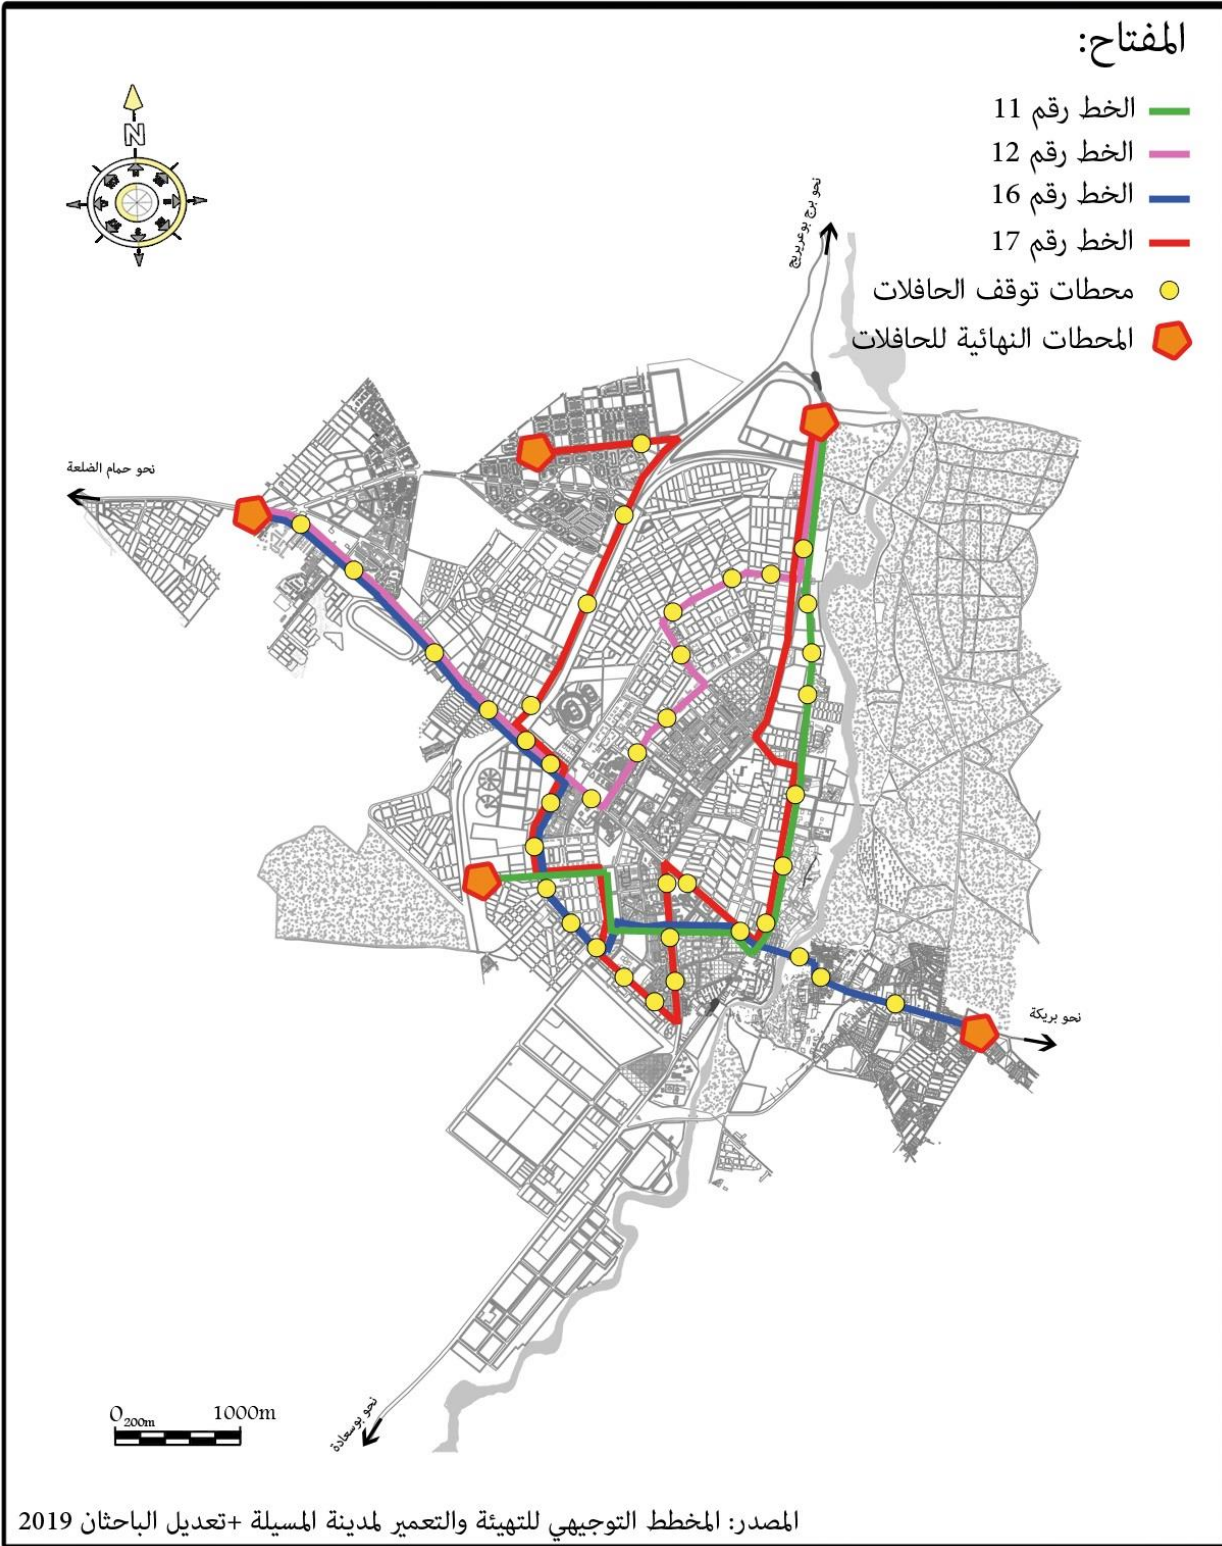 المفتاح:
الخط رقم 11
الخط رقم 12
الخط رقم 16
الخط رقم 17
محطات توقف الحافلات
المحطات النهائية للحافلات
N
نحو برج بوعريريج
نحو حمام الضلعة
نحو بريكة
نحو بوسعادة
0 200m 1000m
المصدر: المخطط التوجيهي للتهيئة والتعمير لمدينة المسيلة +تعديل الباحثان 2019